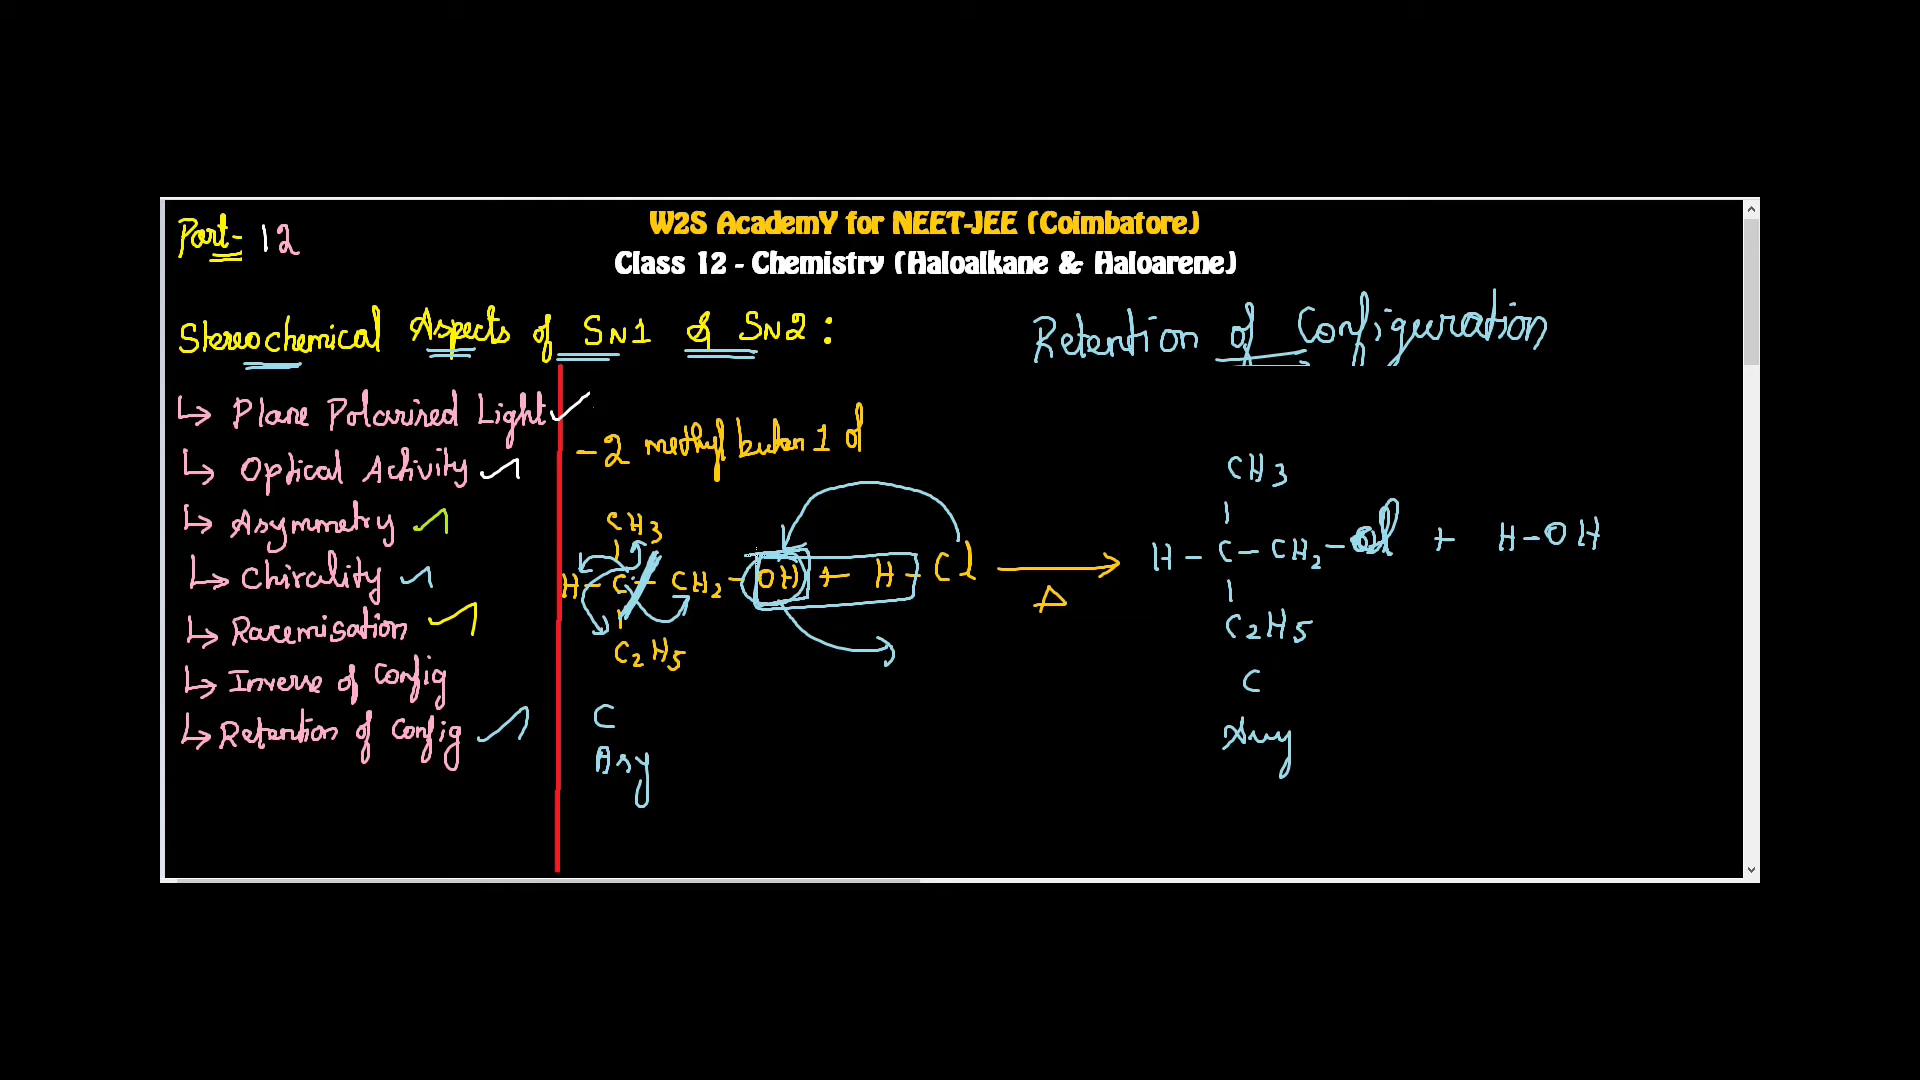 Part- 12
W2S AcademY for NEET-JEE (Coimbatore)
Class 12 - Chemistry (Haloalkane & Haloarene)
Stereochemical Aspects of SN1 & SN2 :
Retention of Configuration
↳ Plane Polarised Light ✓
↳ Optical Activity ✓
↳ Asymmetry ✓
↳ Chirality ✓
↳ Racemisation ✓
↳ Inverse of Config
↳ Retention of Config ✓
- 2 methyl butan 1 ol
CH3
H - C - CH2 - OH + H - Cl → Δ
C2H5
C
Asy
CH3
H - C - CH2 - Cl + H-OH
C2H5
C